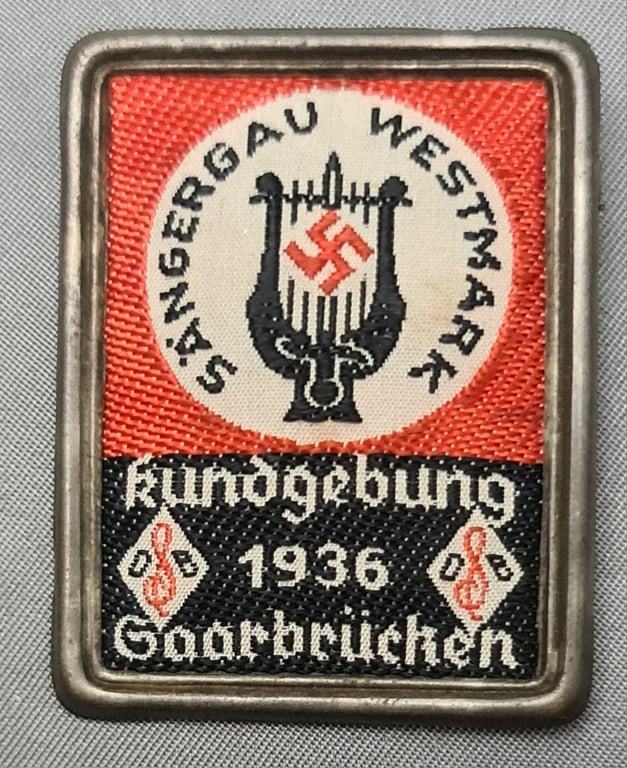 SÄNGERGAU WESTMARK
Kundgebung
D B 1936 D B
Saarbrücken